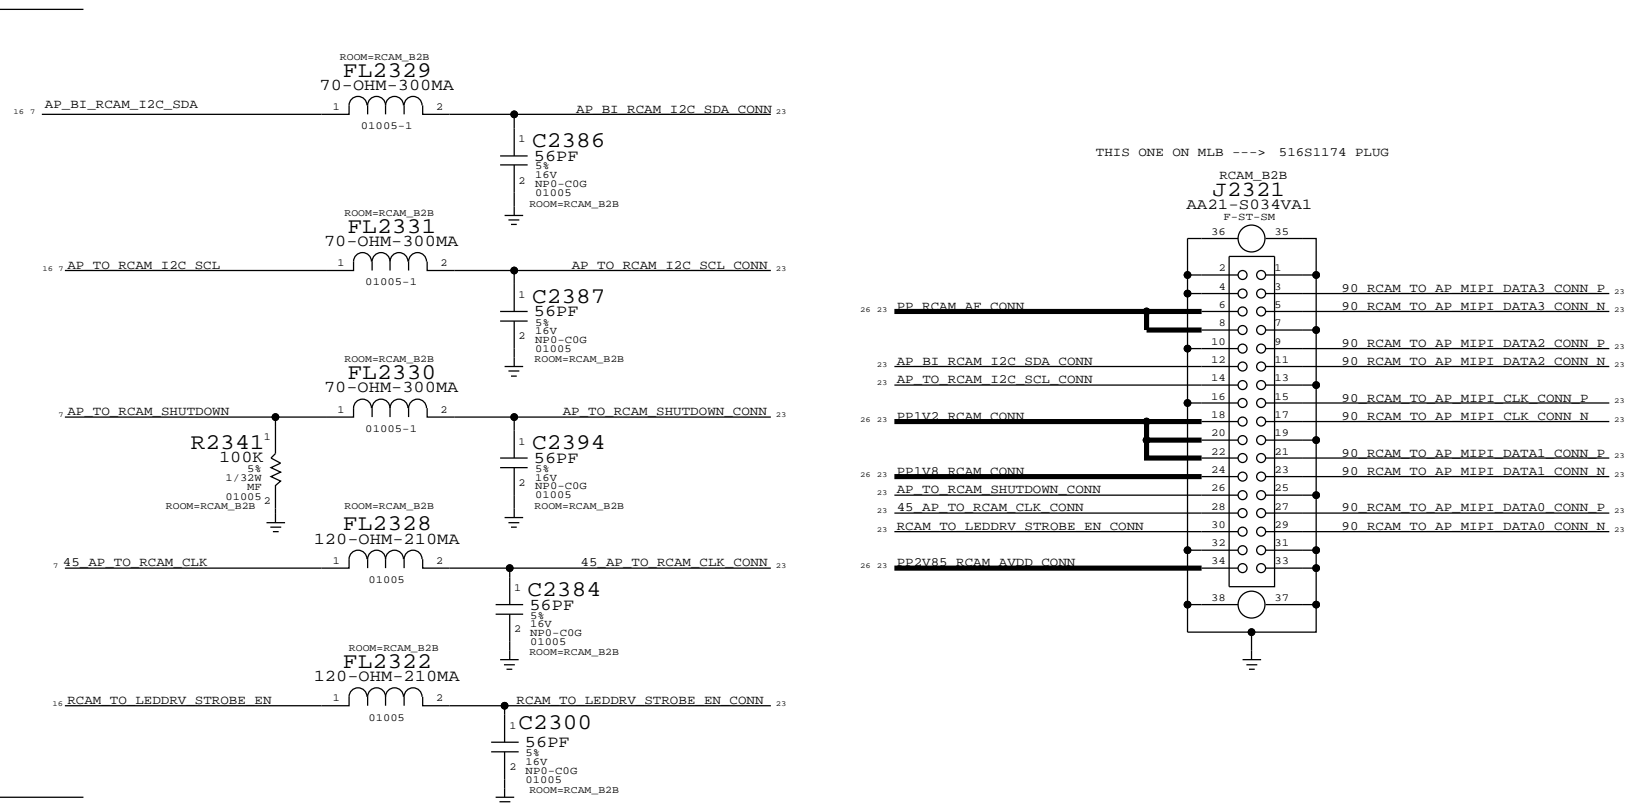 ROOM=RCAM_B2B
FL2329
70-OHM-300MA
16 7 AP_BI_RCAM_I2C_SDA 1 2 AP_BI_RCAM_I2C_SDA_CONN 23
01005-1
1 C2386
56PF
5%
16V
2 NP0-C0G
01005
ROOM=RCAM_B2B
ROOM=RCAM_B2B
FL2331
70-OHM-300MA
16 7 AP_TO_RCAM_I2C_SCL 1 2 AP_TO_RCAM_I2C_SCL_CONN 23
01005-1
1 C2387
56PF
5%
16V
2 NP0-C0G
01005
ROOM=RCAM_B2B
ROOM=RCAM_B2B
FL2330
70-OHM-300MA
7 AP_TO_RCAM_SHUTDOWN 1 2 AP_TO_RCAM_SHUTDOWN_CONN 23
01005-1
R2341 1
100K
5%
1/32W
MF
01005 2
ROOM=RCAM_B2B
1 C2394
56PF
5%
16V
2 NP0-C0G
01005
ROOM=RCAM_B2B
ROOM=RCAM_B2B
FL2328
120-OHM-210MA
7 45_AP_TO_RCAM_CLK 1 2 45_AP_TO_RCAM_CLK_CONN 23
01005
1 C2384
56PF
5%
16V
2 NP0-C0G
01005
ROOM=RCAM_B2B
ROOM=RCAM_B2B
FL2322
120-OHM-210MA
16 RCAM_TO_LEDDRV_STROBE_EN 1 2 RCAM_TO_LEDDRV_STROBE_EN_CONN 23
01005
1 C2300
56PF
5%
16V
2 NP0-C0G
01005
ROOM=RCAM_B2B
THIS ONE ON MLB ---> 516S1174 PLUG
RCAM_B2B
J2321
AA21-S034VA1
F-ST-SM
36 35
2 1
4 3 90_RCAM_TO_AP_MIPI_DATA3_CONN_P 23
26 23 PP_RCAM_AF_CONN 6 5 90_RCAM_TO_AP_MIPI_DATA3_CONN_N 23
8 7
10 9 90_RCAM_TO_AP_MIPI_DATA2_CONN_P 23
23 AP_BI_RCAM_I2C_SDA_CONN 12 11 90_RCAM_TO_AP_MIPI_DATA2_CONN_N 23
23 AP_TO_RCAM_I2C_SCL_CONN 14 13
16 15 90_RCAM_TO_AP_MIPI_CLK_CONN_P 23
26 23 PP1V2_RCAM_CONN 18 17 90_RCAM_TO_AP_MIPI_CLK_CONN_N 23
20 19
22 21 90_RCAM_TO_AP_MIPI_DATA1_CONN_P 23
26 23 PP1V8_RCAM_CONN 24 23 90_RCAM_TO_AP_MIPI_DATA1_CONN_N 23
23 AP_TO_RCAM_SHUTDOWN_CONN 26 25
23 45_AP_TO_RCAM_CLK_CONN 28 27 90_RCAM_TO_AP_MIPI_DATA0_CONN_P 23
23 RCAM_TO_LEDDRV_STROBE_EN_CONN 30 29 90_RCAM_TO_AP_MIPI_DATA0_CONN_N 23
32 31
26 23 PP2V85_RCAM_AVDD_CONN 34 33
38 37